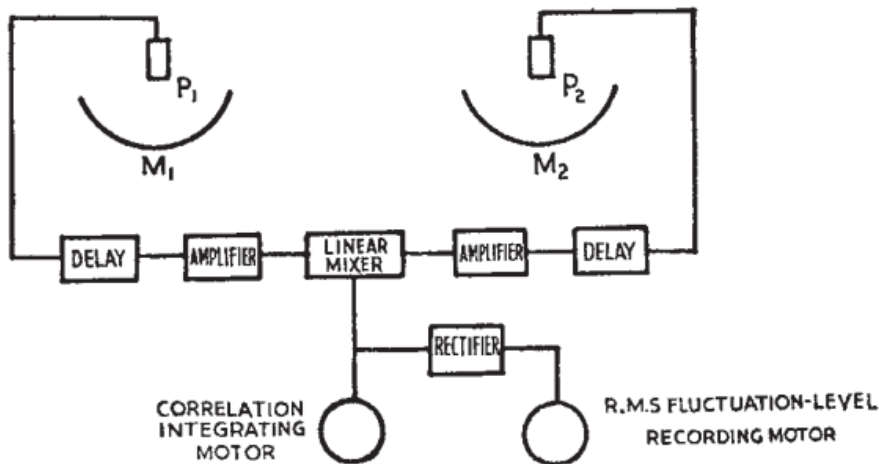 P₁
P₂
M₁
M₂
DELAY
AMPLIFIER
LINEAR
MIXER
AMPLIFIER
DELAY
RECTIFIER
CORRELATION
INTEGRATING
MOTOR
R.M.S FLUCTUATION-LEVEL
RECORDING MOTOR